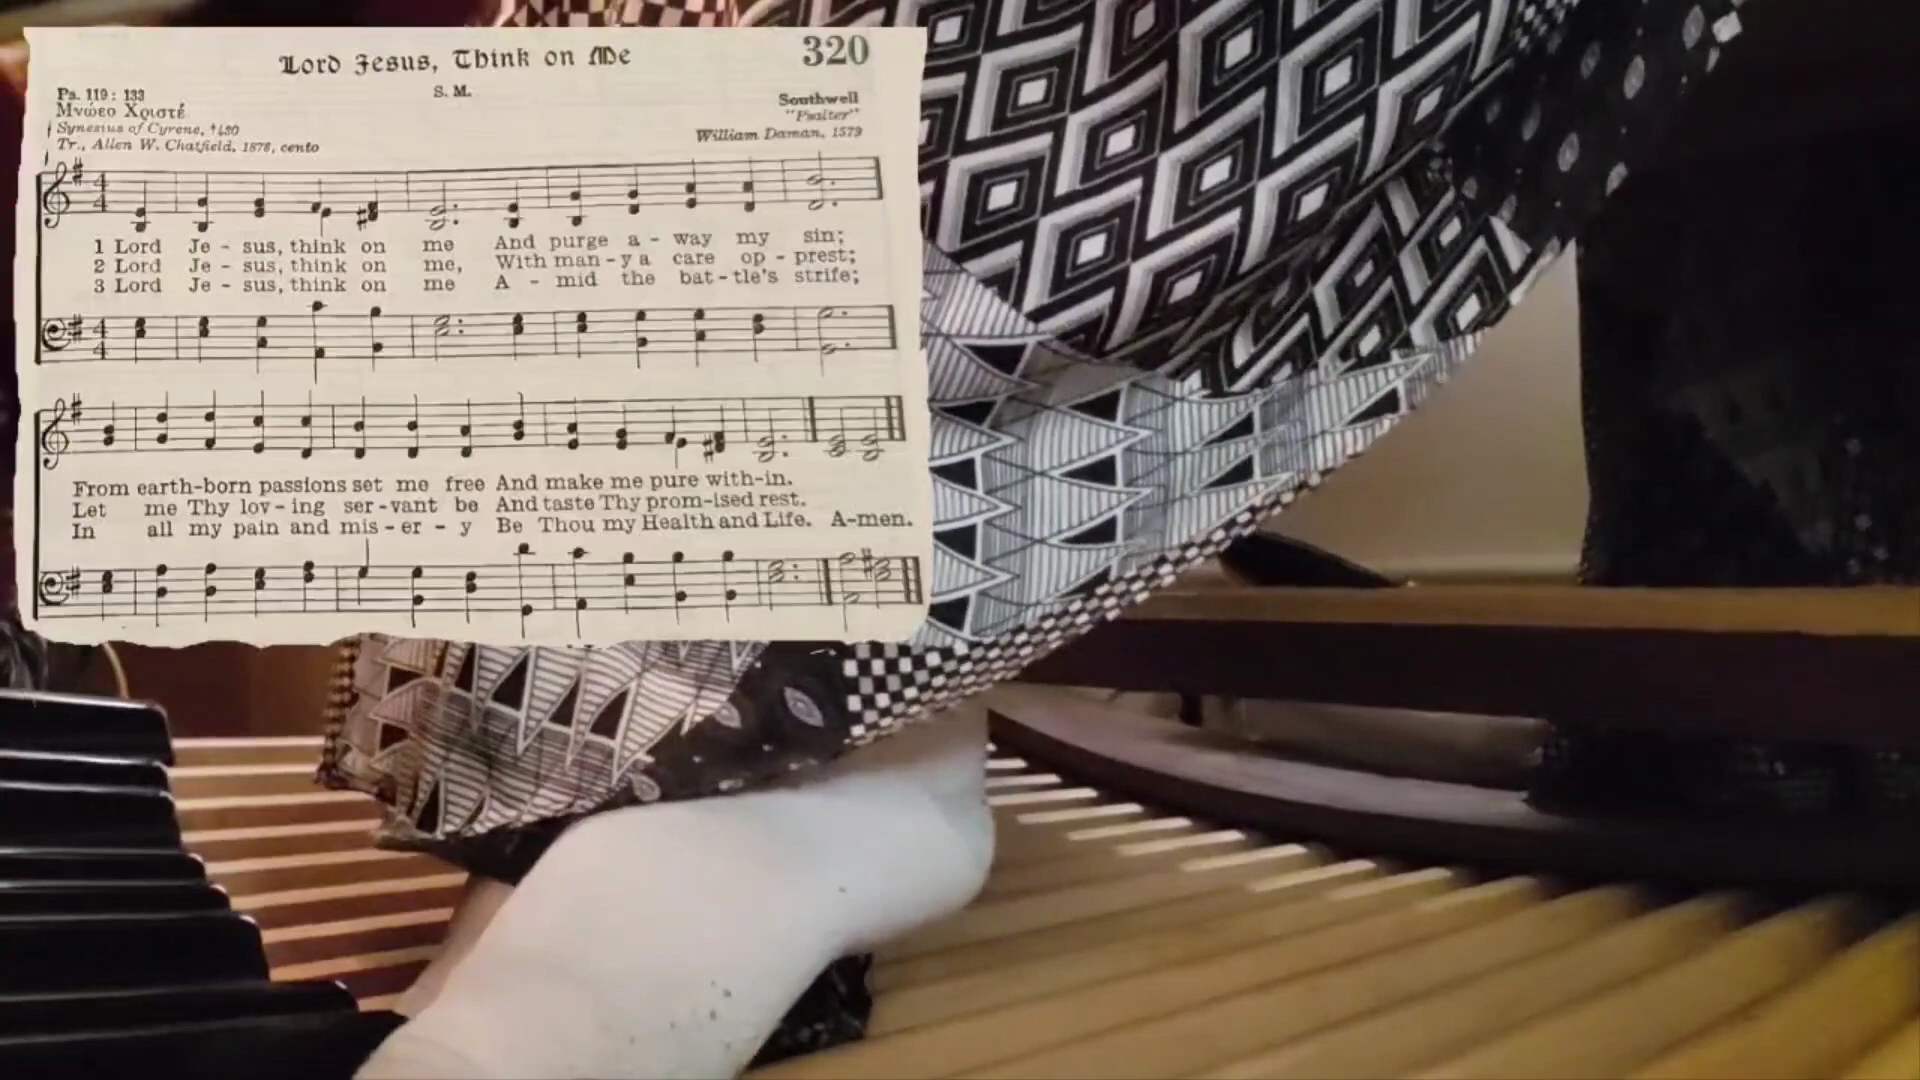 Lord Jesus, Think on Me
320
Ps. 119: 133
S. M.
Μνώεο Χριστέ
Southwell
Synesius of Cyrene, †430
"Psalter"
Tr., Allen W. Chatfield, 1876, cento
William Daman, 1579
1 Lord Je - sus, think on me And purge a - way my sin;
2 Lord Je - sus, think on me, With man - y a care op - prest;
3 Lord Je - sus, think on me A - mid the bat - tle's strife;
From earth-born passions set me free And make me pure with-in.
Let me Thy lov - ing ser - vant be And taste Thy prom-ised rest.
In all my pain and mis - er - y Be Thou my Health and Life. A-men.